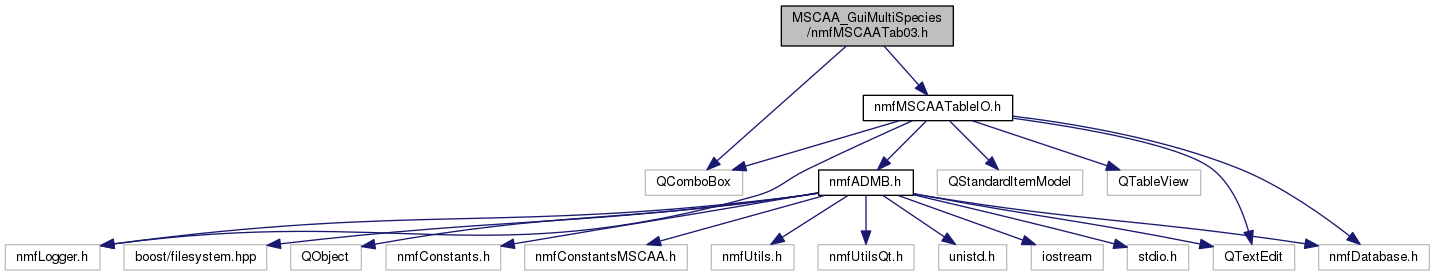 MSCAA_GuiMultiSpecies
/nmfMSCAATab03.h
nmfMSCAATableIO.h
QComboBox
nmfADMB.h
QStandardItemModel
QTableView
nmfLogger.h
boost/filesystem.hpp
QObject
nmfConstants.h
nmfConstantsMSCAA.h
nmfUtils.h
nmfUtilsQt.h
unistd.h
iostream
stdio.h
QTextEdit
nmfDatabase.h